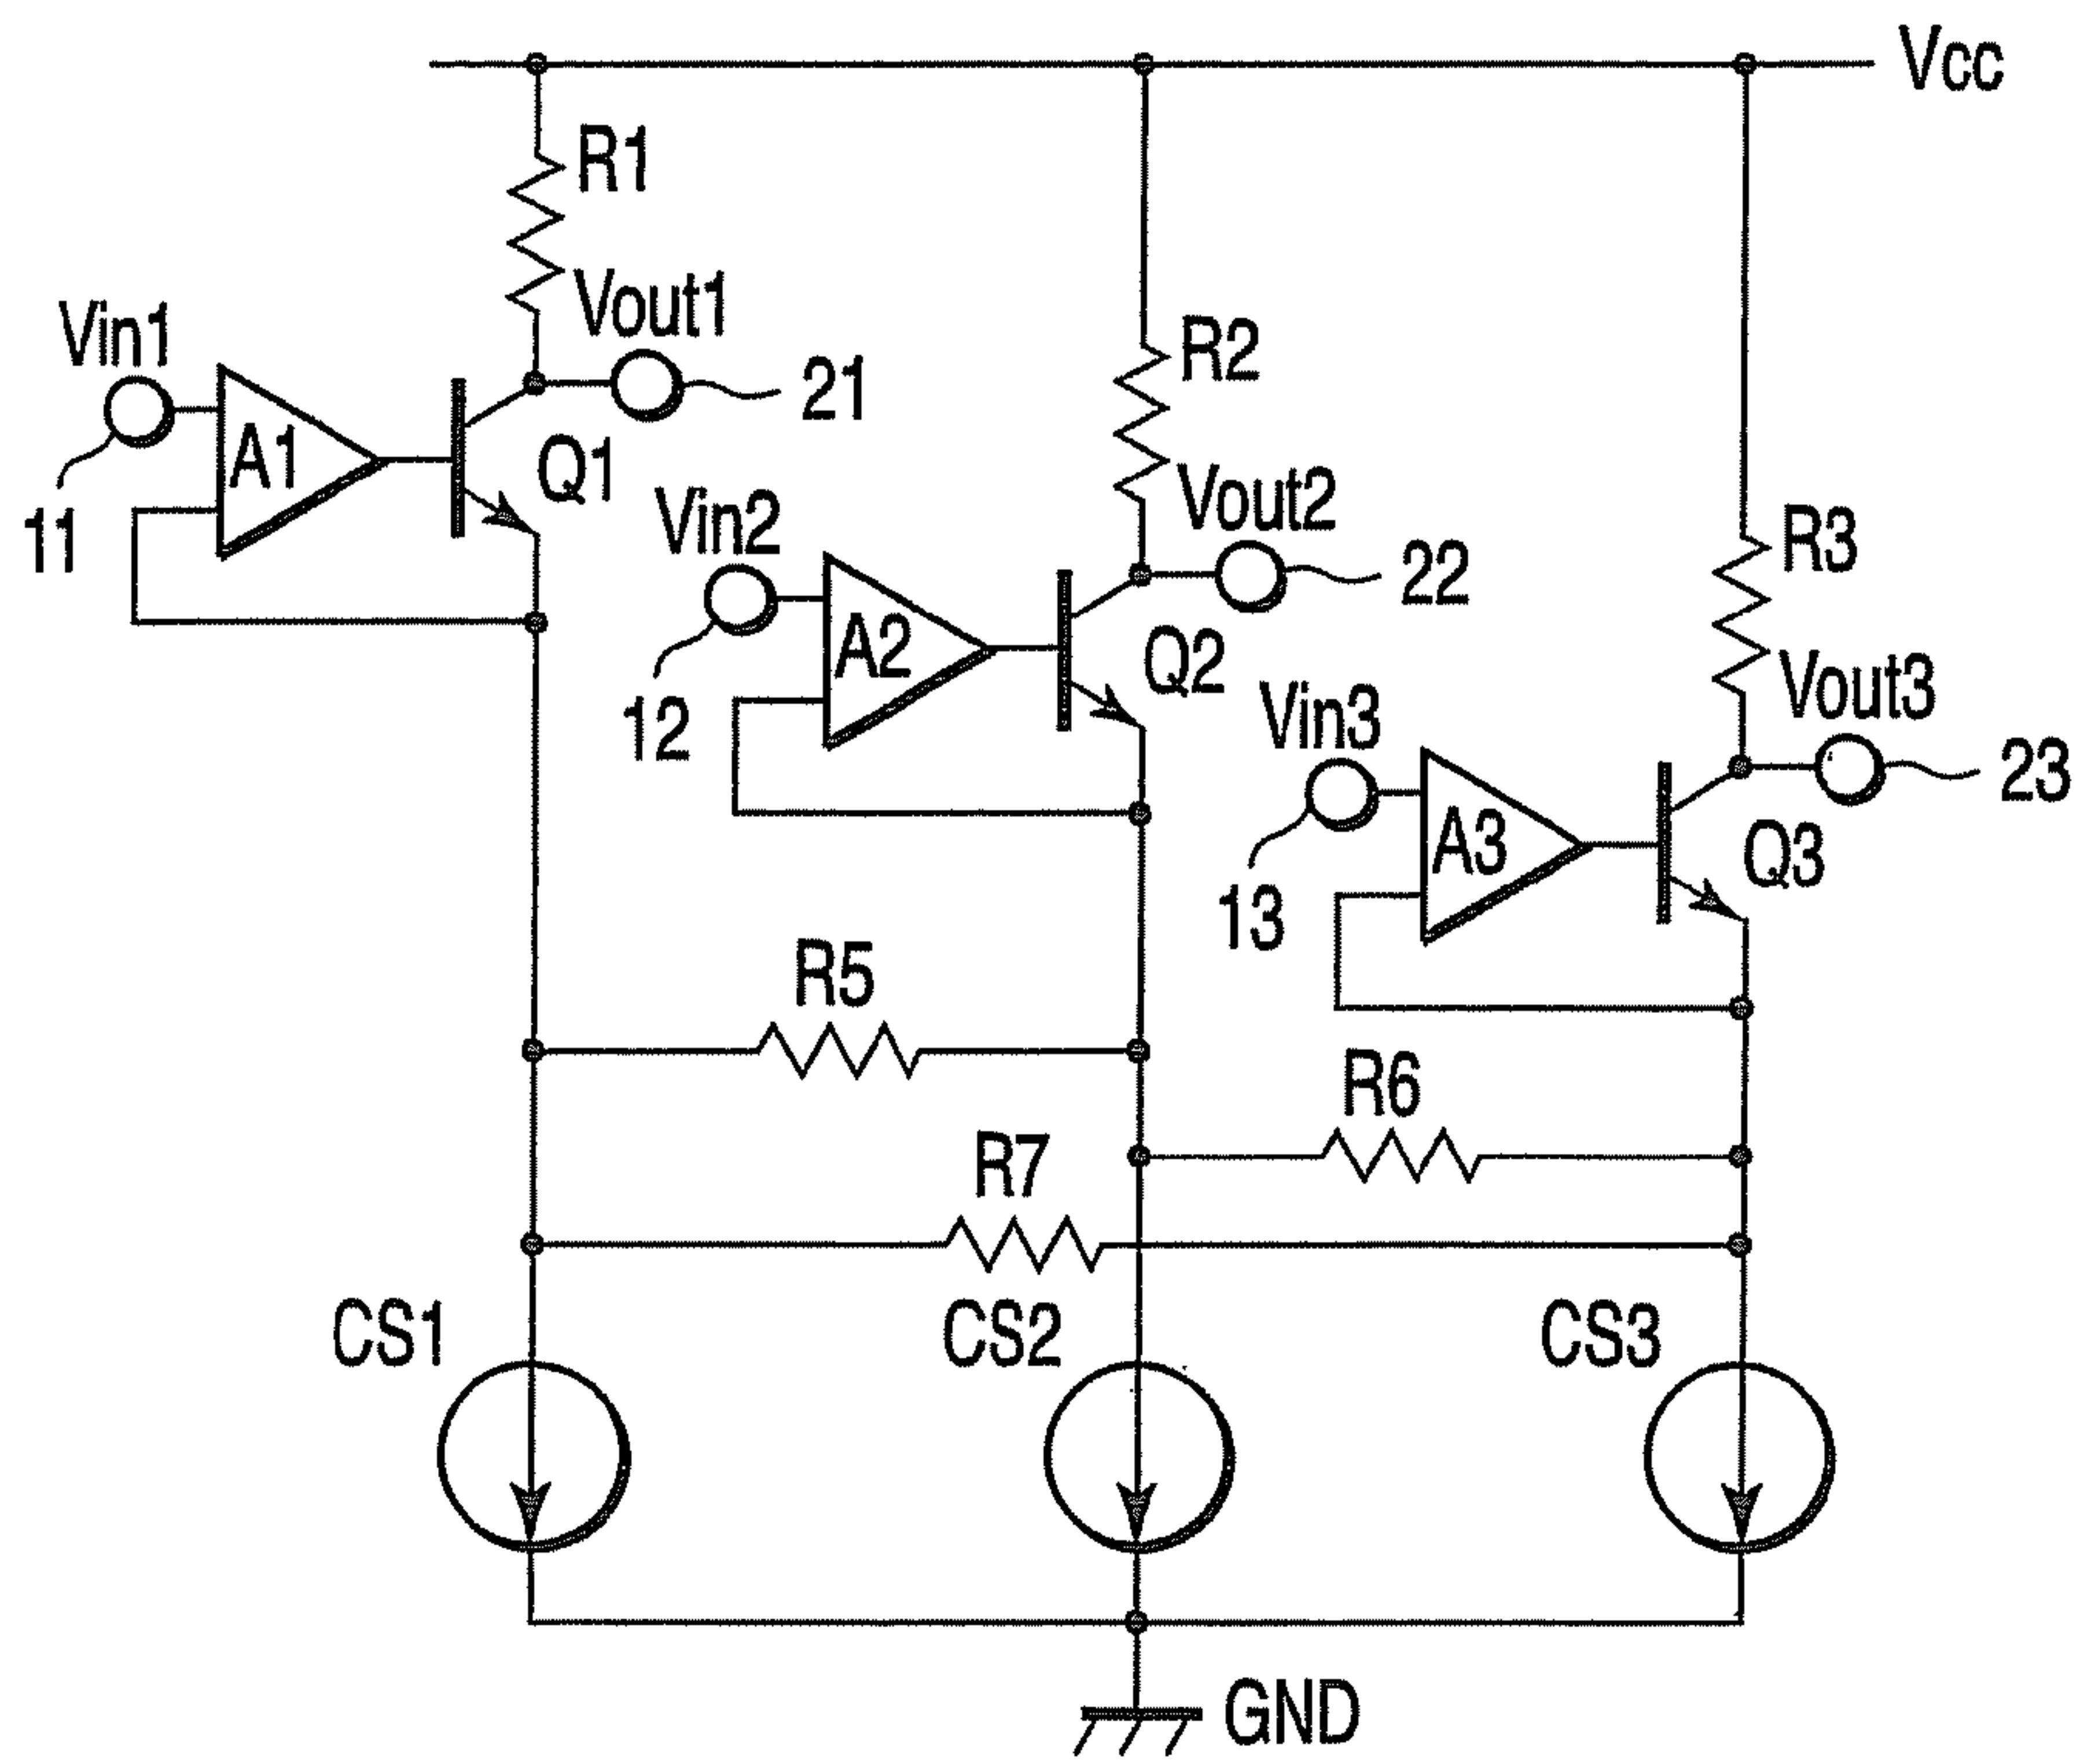 Vcc
R1
Vout1
21
Vin1
A1
Q1
11
R2
Vout2
22
Vin2
A2
Q2
12
R3
Vout3
23
Vin3
A3
Q3
13
R5
R6
R7
CS1
CS2
CS3
GND